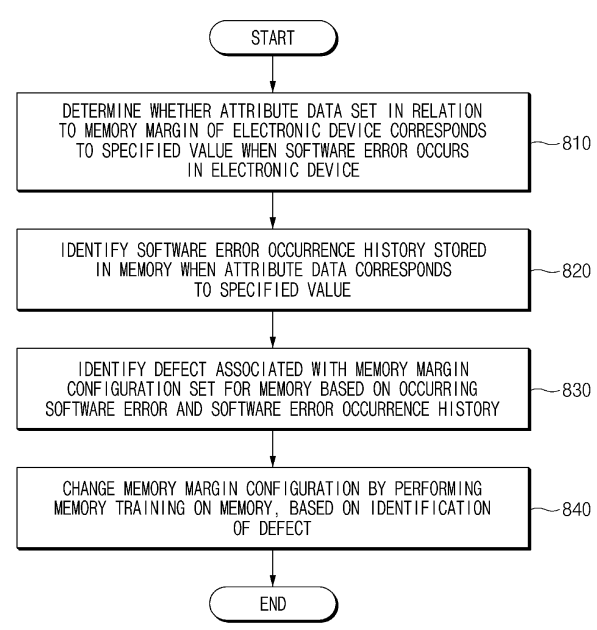 START
DETERMINE WHETHER ATTRIBUTE DATA SET IN RELATION
TO MEMORY MARGIN OF ELECTRONIC DEVICE CORRESPONDS
TO SPECIFIED VALUE WHEN SOFTWARE ERROR OCCURS
IN ELECTRONIC DEVICE
810
IDENTIFY SOFTWARE ERROR OCCURRENCE HISTORY STORED
IN MEMORY WHEN ATTRIBUTE DATA CORRESPONDS
TO SPECIFIED VALUE
820
IDENTIFY DEFECT ASSOCIATED WITH MEMORY MARGIN
CONFIGURATION SET FOR MEMORY BASED ON OCCURRING
SOFTWARE ERROR AND SOFTWARE ERROR OCCURRENCE HISTORY
830
CHANGE MEMORY MARGIN CONFIGURATION BY PERFORMING
MEMORY TRAINING ON MEMORY, BASED ON IDENTIFICATION
OF DEFECT
840
END